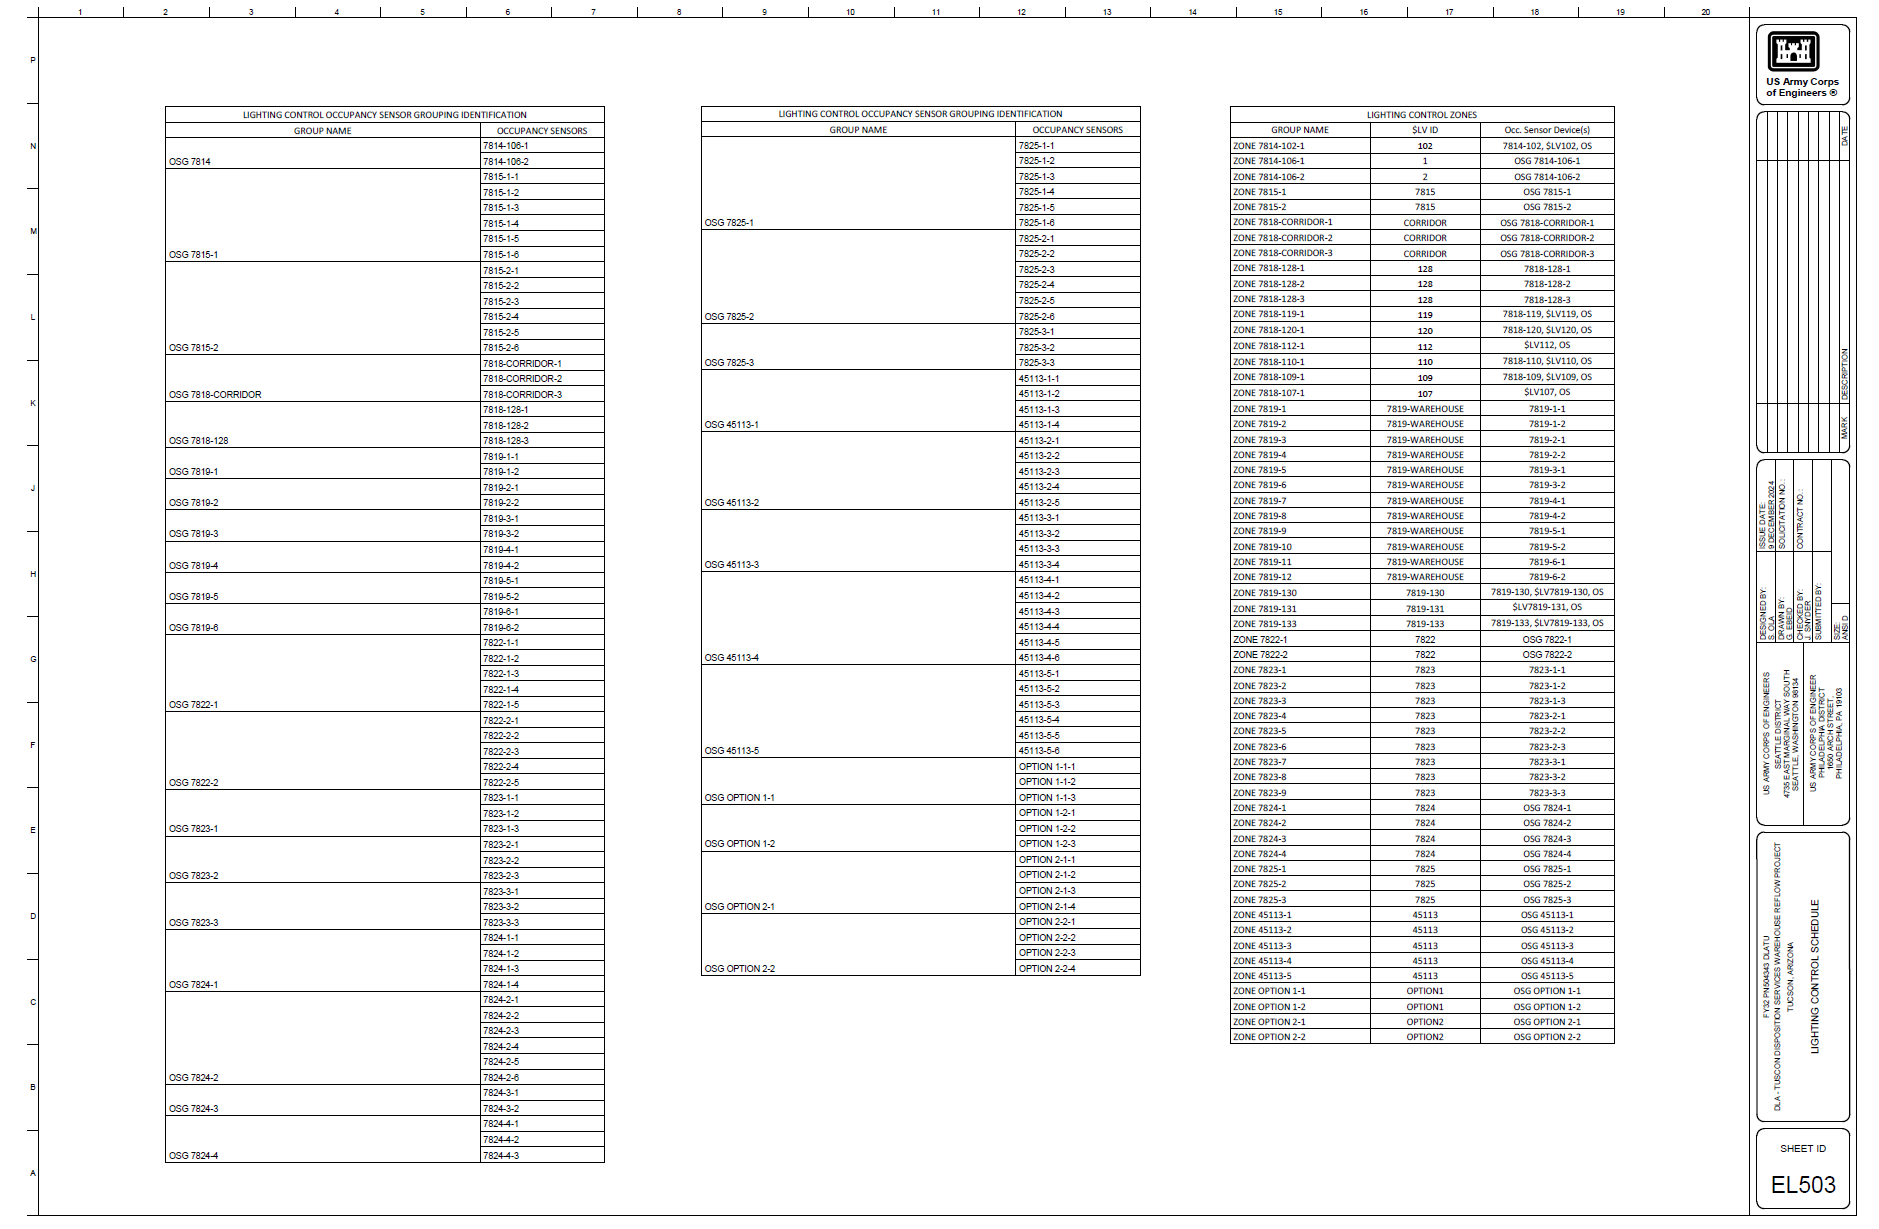 1 2 3 4 5 6 7 8 9 10 11 12 13 14 15 16 17 18 19 20
P
N
M
L
K
J
H
G
F
E
D
C
B
A
LIGHTING CONTROL OCCUPANCY SENSOR GROUPING IDENTIFICATION
GROUP NAME OCCUPANCY SENSORS
7814-106-1
OSG 7814 7814-106-2
7815-1-1
7815-1-2
7815-1-3
7815-1-4
7815-1-5
OSG 7815-1 7815-1-6
7815-2-1
7815-2-2
7815-2-3
7815-2-4
7815-2-5
OSG 7815-2 7815-2-6
7818-CORRIDOR-1
7818-CORRIDOR-2
OSG 7818-CORRIDOR 7818-CORRIDOR-3
7818-128-1
7818-128-2
OSG 7818-128 7818-128-3
7819-1-1
OSG 7819-1 7819-1-2
7819-2-1
OSG 7819-2 7819-2-2
7819-3-1
OSG 7819-3 7819-3-2
7819-4-1
OSG 7819-4 7819-4-2
7819-5-1
OSG 7819-5 7819-5-2
7819-6-1
OSG 7819-6 7819-6-2
7822-1-1
7822-1-2
7822-1-3
7822-1-4
OSG 7822-1 7822-1-5
7822-2-1
7822-2-2
7822-2-3
7822-2-4
OSG 7822-2 7822-2-5
7823-1-1
7823-1-2
OSG 7823-1 7823-1-3
7823-2-1
7823-2-2
OSG 7823-2 7823-2-3
7823-3-1
7823-3-2
OSG 7823-3 7823-3-3
7824-1-1
7824-1-2
7824-1-3
OSG 7824-1 7824-1-4
7824-2-1
7824-2-2
7824-2-3
7824-2-4
7824-2-5
OSG 7824-2 7824-2-6
7824-3-1
OSG 7824-3 7824-3-2
7824-4-1
7824-4-2
OSG 7824-4 7824-4-3
LIGHTING CONTROL OCCUPANCY SENSOR GROUPING IDENTIFICATION
GROUP NAME OCCUPANCY SENSORS
7825-1-1
7825-1-2
7825-1-3
7825-1-4
7825-1-5
OSG 7825-1 7825-1-6
7825-2-1
7825-2-2
7825-2-3
7825-2-4
7825-2-5
OSG 7825-2 7825-2-6
7825-3-1
7825-3-2
OSG 7825-3 7825-3-3
45113-1-1
45113-1-2
45113-1-3
OSG 45113-1 45113-1-4
45113-2-1
45113-2-2
45113-2-3
45113-2-4
OSG 45113-2 45113-2-5
45113-3-1
45113-3-2
45113-3-3
OSG 45113-3 45113-3-4
45113-4-1
45113-4-2
45113-4-3
45113-4-4
45113-4-5
OSG 45113-4 45113-4-6
45113-5-1
45113-5-2
45113-5-3
45113-5-4
45113-5-5
OSG 45113-5 45113-5-6
OPTION 1-1-1
OPTION 1-1-2
OSG OPTION 1-1 OPTION 1-1-3
OPTION 1-2-1
OPTION 1-2-2
OSG OPTION 1-2 OPTION 1-2-3
OPTION 2-1-1
OPTION 2-1-2
OPTION 2-1-3
OSG OPTION 2-1 OPTION 2-1-4
OPTION 2-2-1
OPTION 2-2-2
OPTION 2-2-3
OSG OPTION 2-2 OPTION 2-2-4
LIGHTING CONTROL ZONES
GROUP NAME $LV ID Occ. Sensor Device(s)
ZONE 7814-102-1 102 7814-102, $LV102, OS
ZONE 7814-106-1 1 OSG 7814-106-1
ZONE 7814-106-2 2 OSG 7814-106-2
ZONE 7815-1 7815 OSG 7815-1
ZONE 7815-2 7815 OSG 7815-2
ZONE 7818-CORRIDOR-1 CORRIDOR OSG 7818-CORRIDOR-1
ZONE 7818-CORRIDOR-2 CORRIDOR OSG 7818-CORRIDOR-2
ZONE 7818-CORRIDOR-3 CORRIDOR OSG 7818-CORRIDOR-3
ZONE 7818-128-1 128 7818-128-1
ZONE 7818-128-2 128 7818-128-2
ZONE 7818-128-3 128 7818-128-3
ZONE 7818-119-1 119 7818-119, $LV119, OS
ZONE 7818-120-1 120 7818-120, $LV120, OS
ZONE 7818-112-1 112 $LV112, OS
ZONE 7818-110-1 110 7818-110, $LV110, OS
ZONE 7818-109-1 109 7818-109, $LV109, OS
ZONE 7818-107-1 107 $LV107, OS
ZONE 7819-1 7819-WAREHOUSE 7819-1-1
ZONE 7819-2 7819-WAREHOUSE 7819-1-2
ZONE 7819-3 7819-WAREHOUSE 7819-2-1
ZONE 7819-4 7819-WAREHOUSE 7819-2-2
ZONE 7819-5 7819-WAREHOUSE 7819-3-1
ZONE 7819-6 7819-WAREHOUSE 7819-3-2
ZONE 7819-7 7819-WAREHOUSE 7819-4-1
ZONE 7819-8 7819-WAREHOUSE 7819-4-2
ZONE 7819-9 7819-WAREHOUSE 7819-5-1
ZONE 7819-10 7819-WAREHOUSE 7819-5-2
ZONE 7819-11 7819-WAREHOUSE 7819-6-1
ZONE 7819-12 7819-WAREHOUSE 7819-6-2
ZONE 7819-130 7819-130 7819-130, $LV7819-130, OS
ZONE 7819-131 7819-131 $LV7819-131, OS
ZONE 7819-133 7819-133 7819-133, $LV7819-133, OS
ZONE 7822-1 7822 OSG 7822-1
ZONE 7822-2 7822 OSG 7822-2
ZONE 7823-1 7823 7823-1-1
ZONE 7823-2 7823 7823-1-2
ZONE 7823-3 7823 7823-1-3
ZONE 7823-4 7823 7823-2-1
ZONE 7823-5 7823 7823-2-2
ZONE 7823-6 7823 7823-2-3
ZONE 7823-7 7823 7823-3-1
ZONE 7823-8 7823 7823-3-2
ZONE 7823-9 7823 7823-3-3
ZONE 7824-1 7824 OSG 7824-1
ZONE 7824-2 7824 OSG 7824-2
ZONE 7824-3 7824 OSG 7824-3
ZONE 7824-4 7824 OSG 7824-4
ZONE 7825-1 7825 OSG 7825-1
ZONE 7825-2 7825 OSG 7825-2
ZONE 7825-3 7825 OSG 7825-3
ZONE 45113-1 45113 OSG 45113-1
ZONE 45113-2 45113 OSG 45113-2
ZONE 45113-3 45113 OSG 45113-3
ZONE 45113-4 45113 OSG 45113-4
ZONE 45113-5 45113 OSG 45113-5
ZONE OPTION 1-1 OPTION1 OSG OPTION 1-1
ZONE OPTION 1-2 OPTION1 OSG OPTION 1-2
ZONE OPTION 2-1 OPTION2 OSG OPTION 2-1
ZONE OPTION 2-2 OPTION2 OSG OPTION 2-2
US Army Corps
of Engineers ®
MARK DESCRIPTION DATE
DESIGNED BY:
S. OLA
DRAWN BY:
G. EBEID
CHECKED BY:
J. SNYDER
SUBMITTED BY:
SIZE:
ANSI D
ISSUE DATE:
9 DECEMBER 2024
SOLICITATION NO.:
CONTRACT NO.:
US ARMY CORPS OF ENGINEERS
SEATTLE DISTRICT
4735 EAST MARGINAL WAY SOUTH
SEATTLE, WASHINGTON 98134
US ARMY CORPS OF ENGINEER
PHILADELPHIA DISTRICT
1650 ARCH STREET,
PHILADELPHIA, PA 19103
FY32 PN504343 DLATU
DLA - TUSCON DISPOSITION SERVICES WAREHOUSE REFLOW PROJECT
TUCSON, ARIZONA
LIGHTING CONTROL SCHEDULE
SHEET ID
EL503